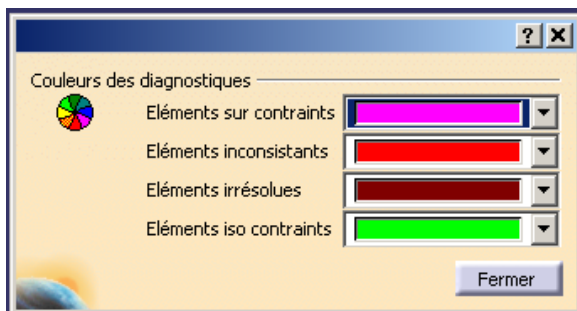 Couleurs des diagnostiques
Eléments sur contraints
Eléments inconsistants
Eléments irrésolues
Eléments iso contraints
Fermer